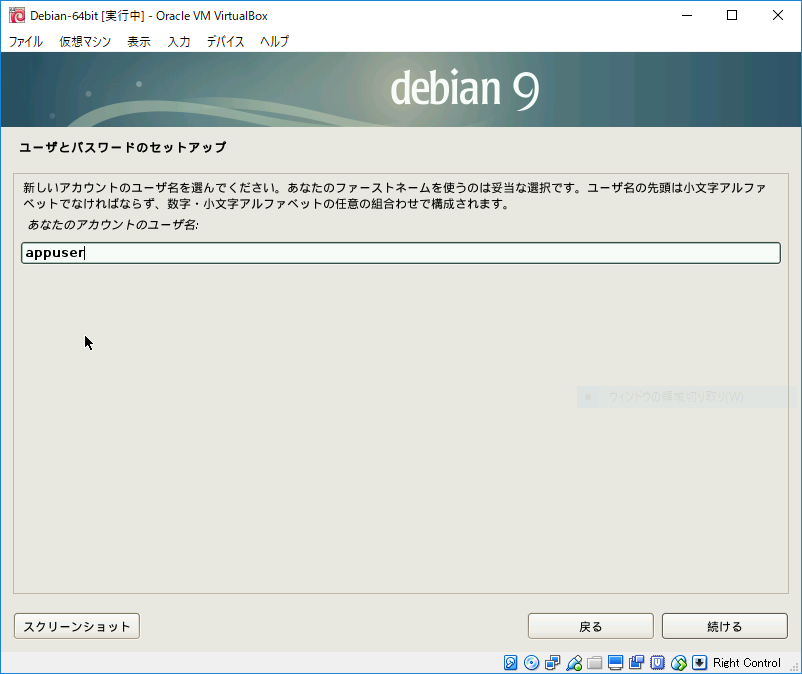 Debian-64bit [実行中] - Oracle VM VirtualBox
ファイル 仮想マシン 表示 入力 デバイス ヘルプ
debian 9
ユーザとパスワードのセットアップ
新しいアカウントのユーザ名を選んでください。あなたのファーストネームを使うのは妥当な選択です。ユーザ名の先頭は小文字アルファ
ベットでなければならず、数字・小文字アルファベットの任意の組合わせで構成されます。
あなたのアカウントのユーザ名:
appuser
ウィンドウの領域切り取り(W)
スクリーンショット 戻る 続ける
Right Control